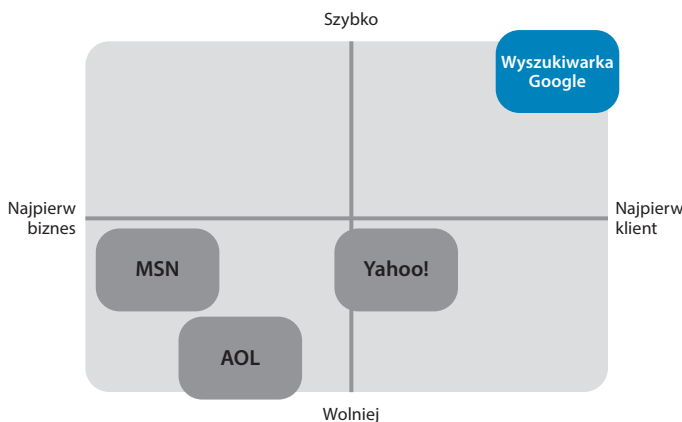 Szybko
Wyszukiwarka
Google
Najpierw
biznes
Najpierw
klient
MSN
Yahoo!
AOL
Wolniej